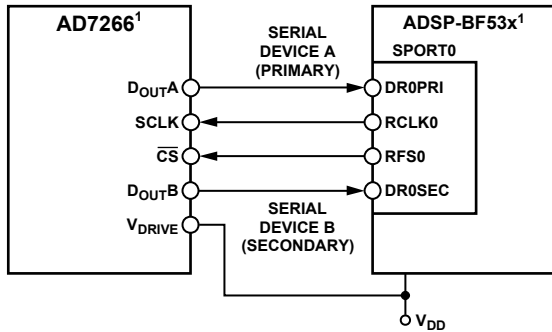 AD7266¹
ADSP-BF53x¹
SERIAL
DEVICE A
(PRIMARY)
SPORT0
DOUTA
DR0PRI
SCLK
RCLK0
CS
RFS0
DOUTB
DR0SEC
VDRIVE
SERIAL
DEVICE B
(SECONDARY)
VDD